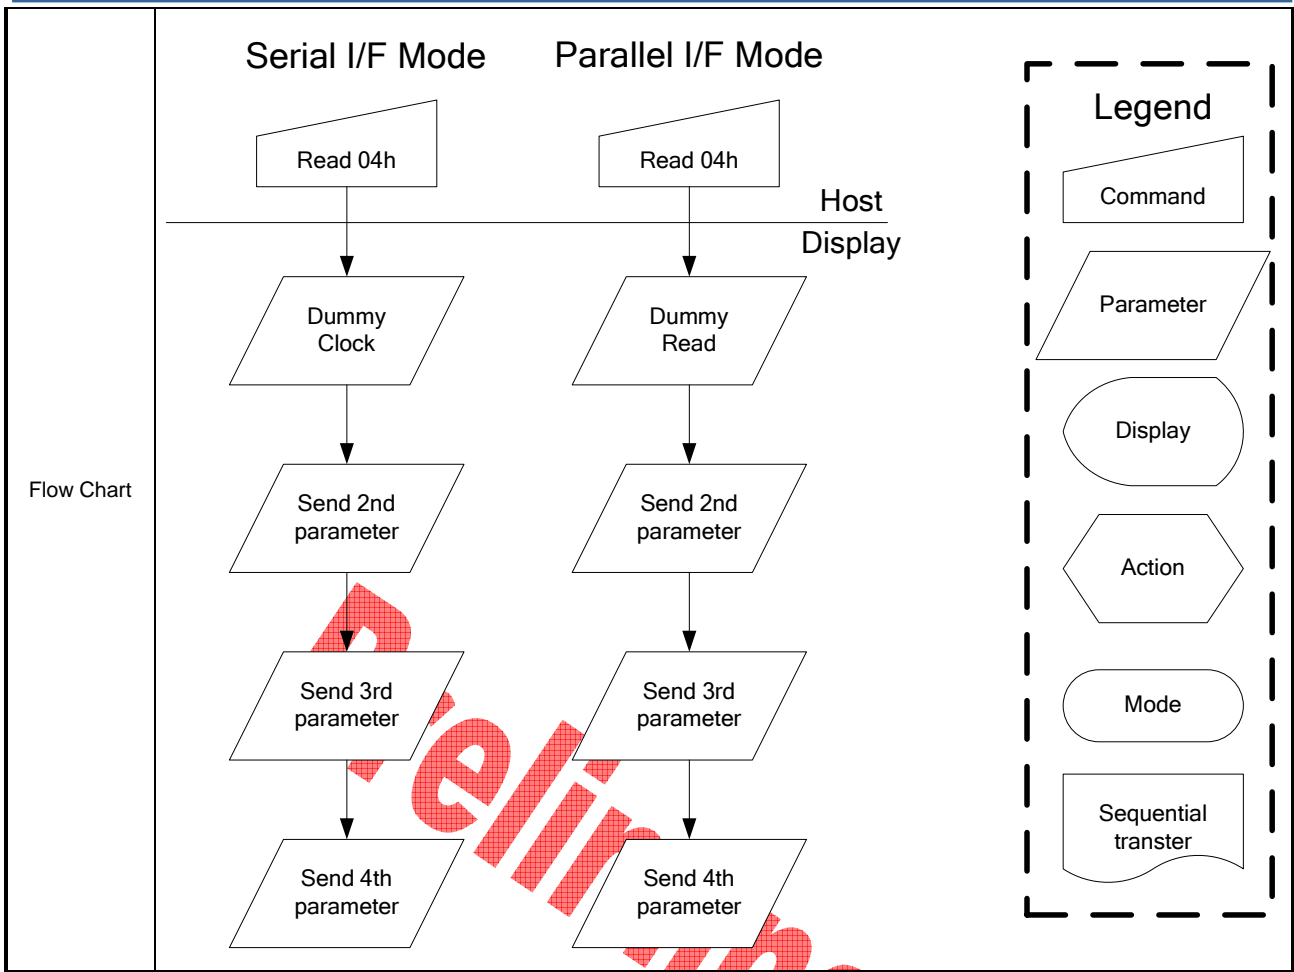 Flow Chart
Serial I/F Mode
Read 04h
Dummy
Clock
Send 2nd
parameter
Send 3rd
parameter
Send 4th
parameter
Parallel I/F Mode
Read 04h
Host
Display
Dummy
Read
Send 2nd
parameter
Send 3rd
parameter
Send 4th
parameter
Legend
Command
Parameter
Display
Action
Mode
Sequential
transter